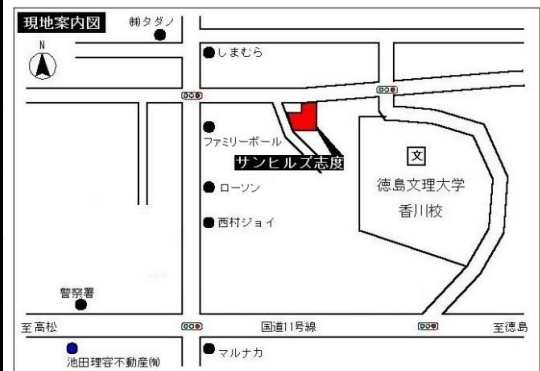 現地案内図
㈱タダノ
N
しまむら
ファミリーボール
サンヒルズ志度
文
徳島文理大学
香川校
ローソン
西村ジョイ
警察署
至高松
国道11号線
至徳島
池田理容不動産㈲
マルナカ